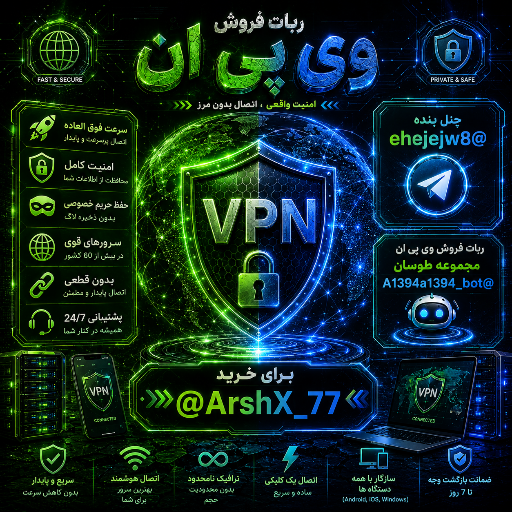 ربات فروش
وی پی ان
FAST & SECURE
PRIVATE & SAFE
امنیت واقعی ، اتصال بدون مرز
سرعت فوق العاده
اتصال پرسرعت و پایدار
امنیت کامل
محافظت از اطلاعات شما
حفظ حریم خصوصی
بدون ذخیره لاگ
سرورهای قوی
در بیش از 60 کشور
بدون قطعی
اتصال پایدار و مطمئن
پشتیبانی 24/7
همیشه در کنار شما
VPN
چنل بنده
ehejejw8@
ربات فروش وی پی ان
مجموعه طوسان
A1394a1394_bot@
برای خرید
@ArshX_77
VPN
CONNECTED
VPN
CONNECTED
سریع و پایدار
بدون کاهش سرعت
اتصال هوشمند
بهترین سرور
برای شما
ترافیک نامحدود
بدون محدودیت
حجم
اتصال یک کلیکی
ساده و سریع
سازگار با همه
دستگاه ها
(Android, iOS, Windows)
ضمانت بازگشت وجه
تا 7 روز